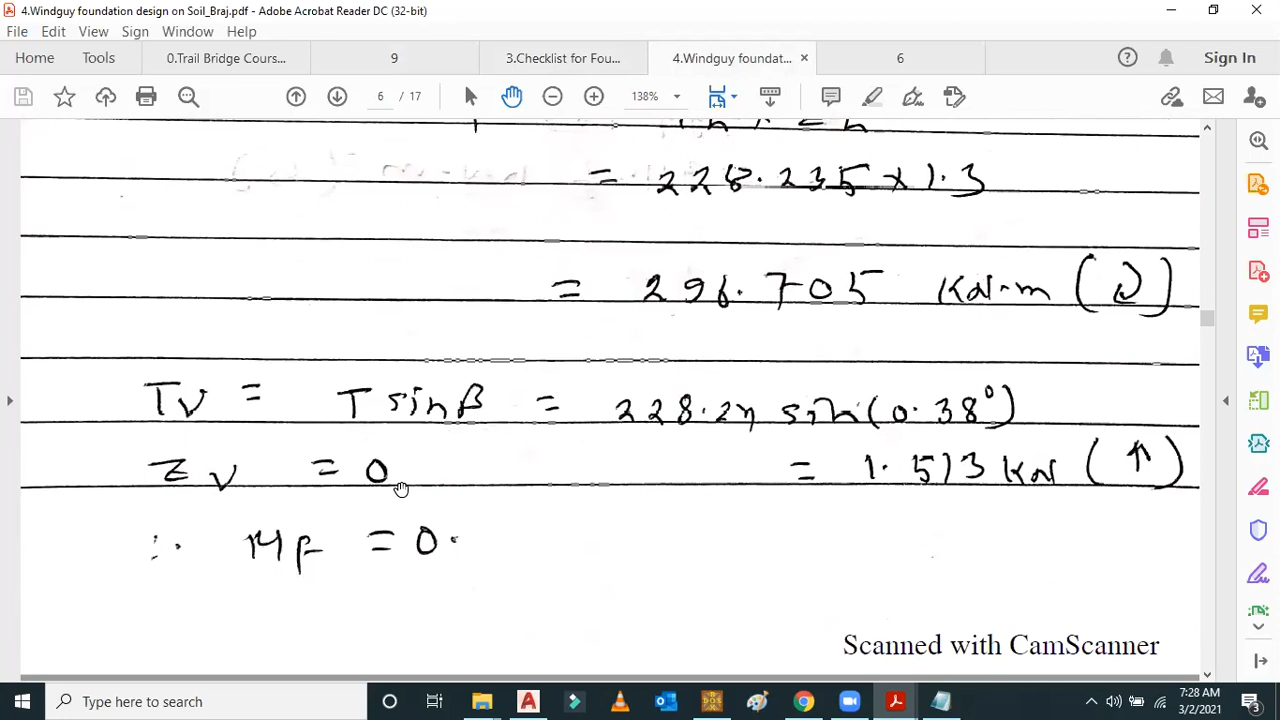 4.Windguy foundation design on Soil_Braj.pdf - Adobe Acrobat Reader DC (32-bit)
File Edit View Sign Window Help
Home Tools 0.Trail Bridge Cours... 9 3.Checklist for Fou... 4.Windguy foundat... × 6 Sign In
6 / 17 138%
= 228.235 × 1.3
= 296.705 KN-m (↻)
TV = T sinβ = 228.24 sin(0.38°)
ZV = 0 = 1.513 KN (↑)
∴ MF = 0.
Scanned with CamScanner
Type here to search
7:28 AM
3/2/2021